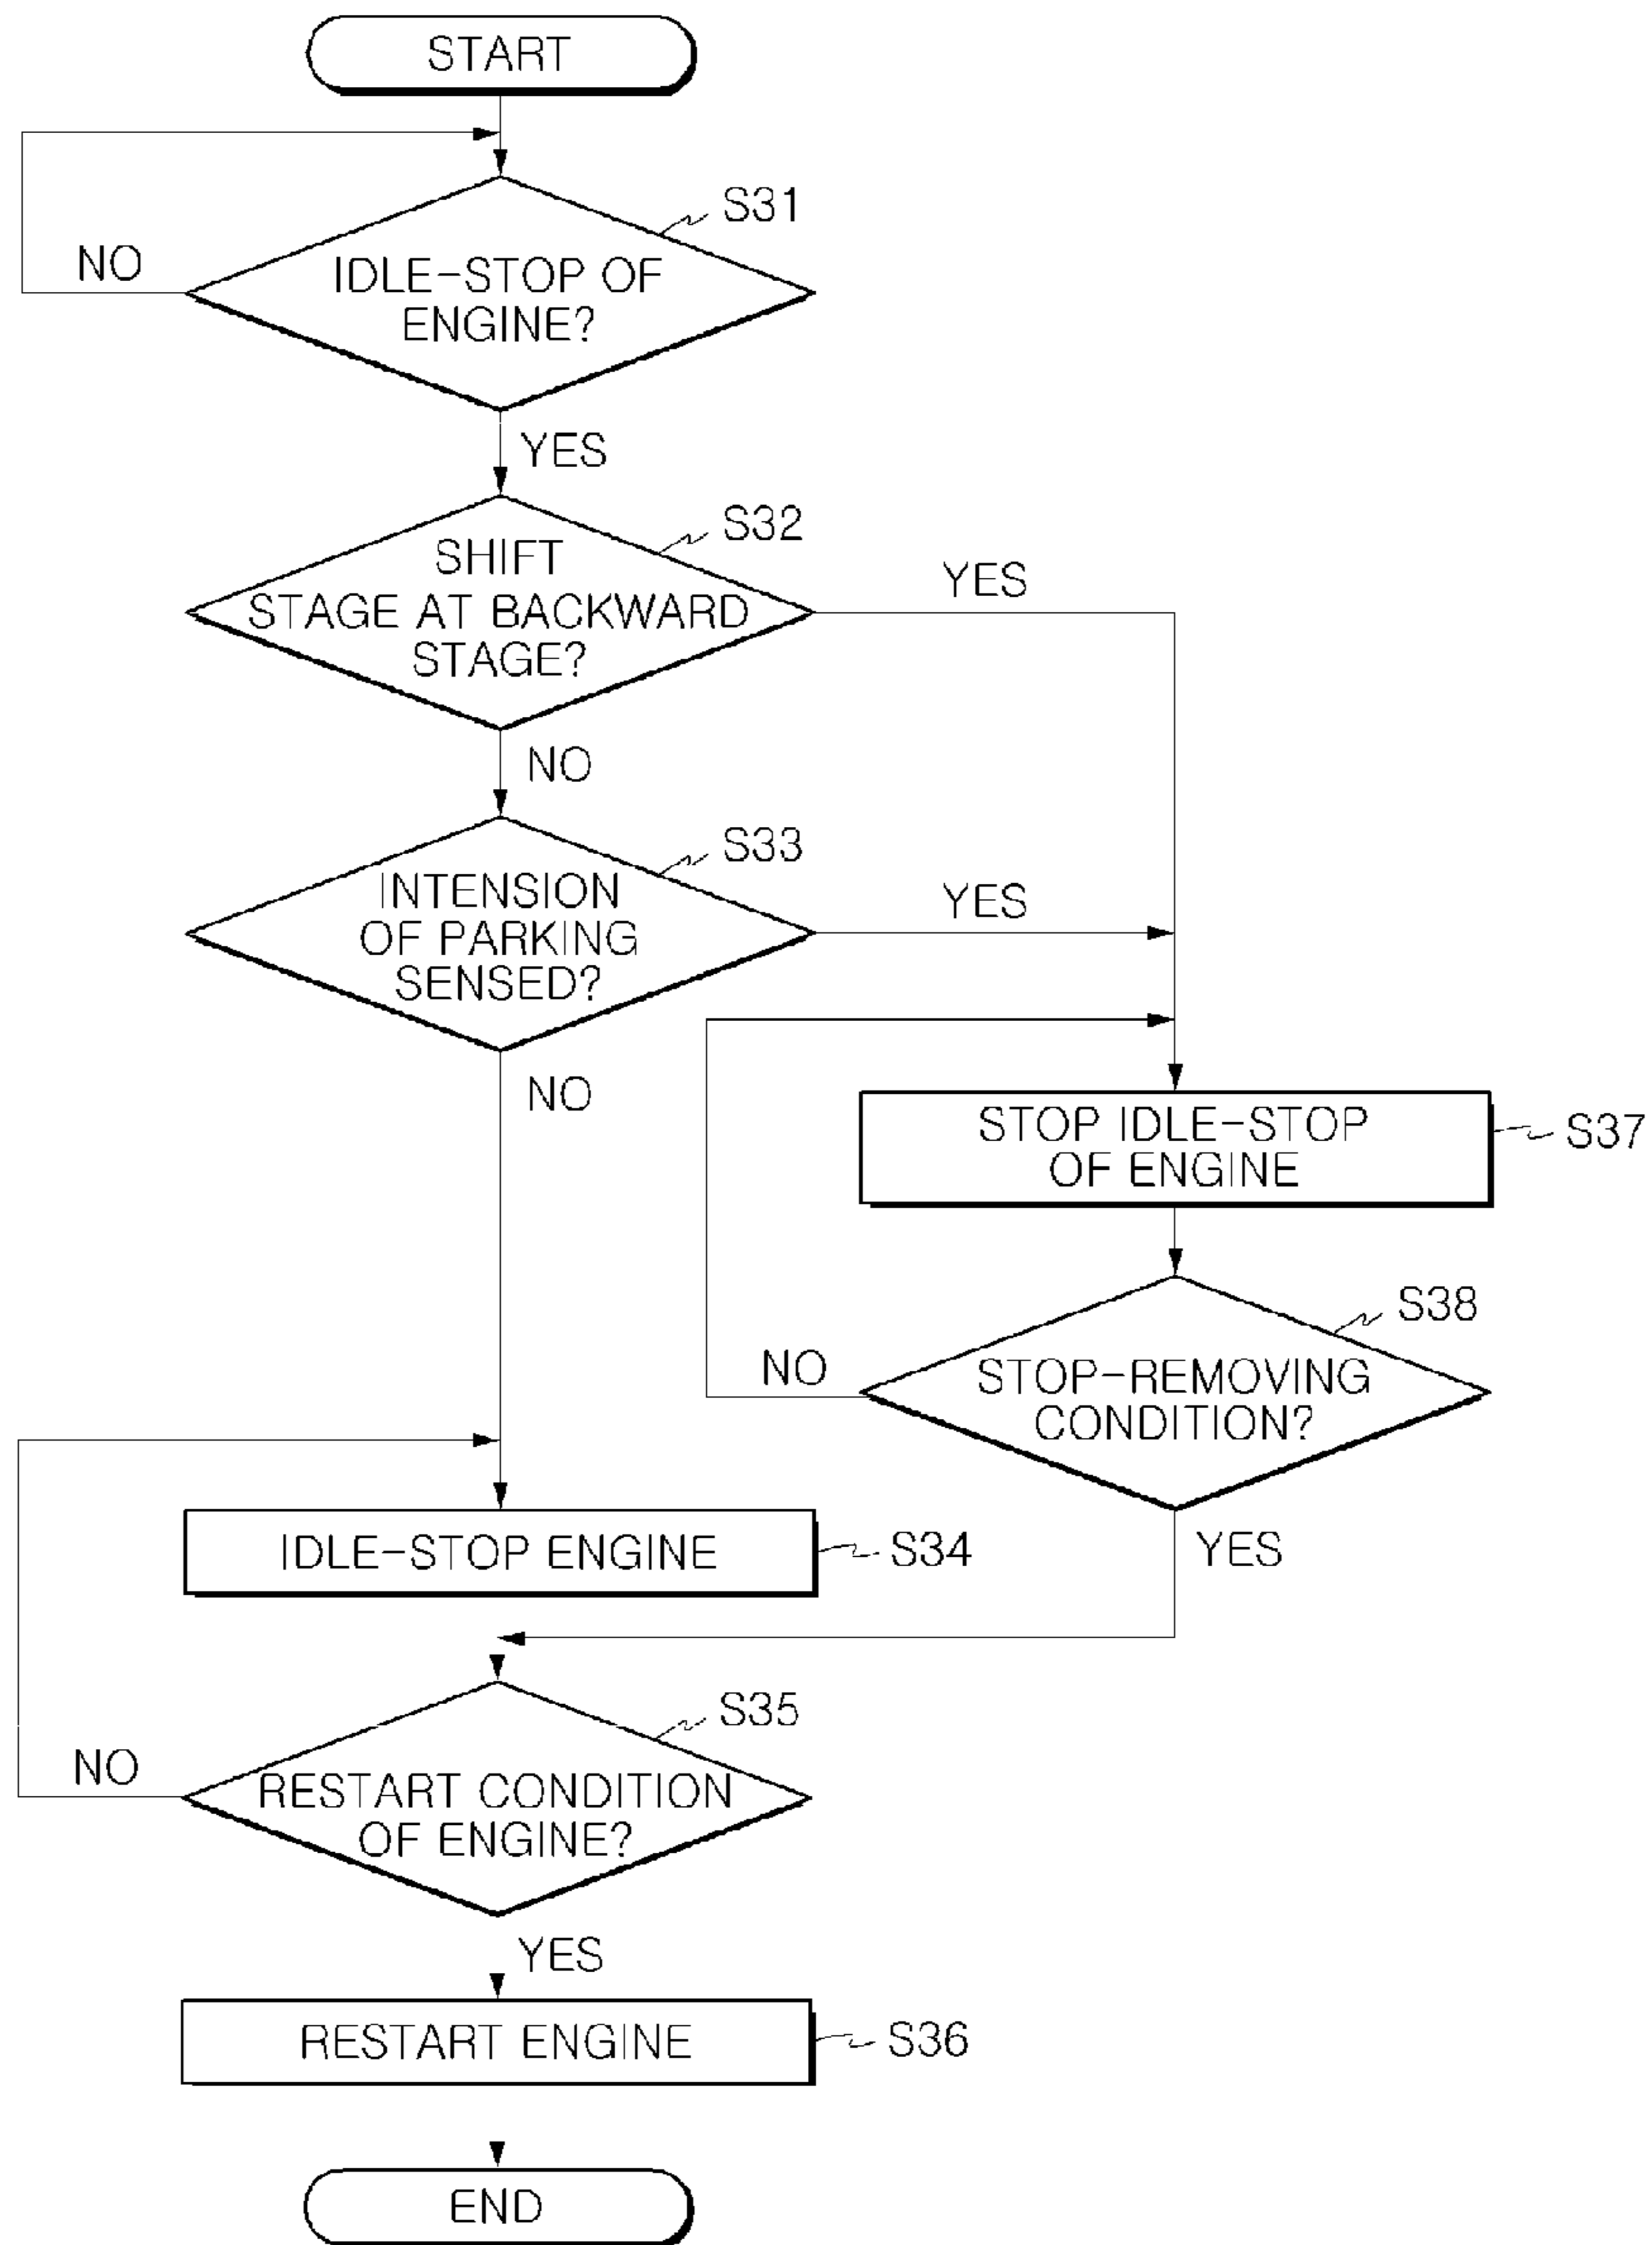 START
S31
NO
IDLE-STOP OF
ENGINE?
YES
S32
SHIFT
STAGE AT BACKWARD
STAGE?
YES
NO
S33
INTENSION
OF PARKING
SENSED?
YES
NO
STOP IDLE-STOP
OF ENGINE
S37
S38
NO
STOP-REMOVING
CONDITION?
YES
IDLE-STOP ENGINE
S34
S35
NO
RESTART CONDITION
OF ENGINE?
YES
RESTART ENGINE
S36
END